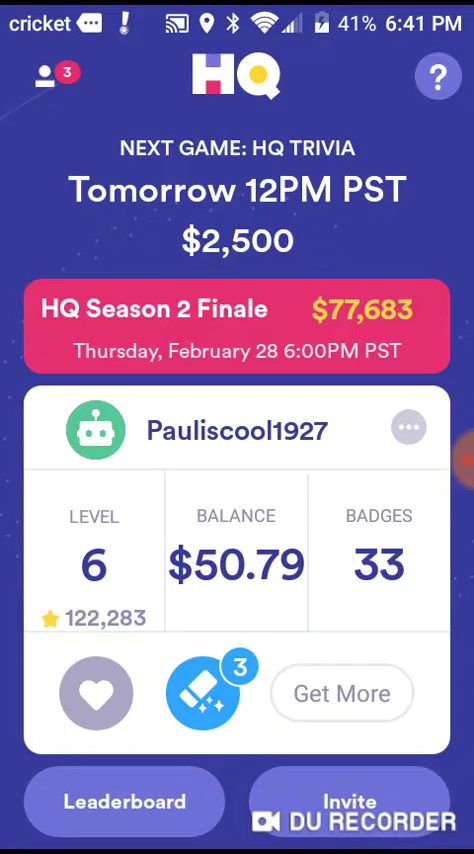 cricket 41% 6:41 PM
3
HQ
?
NEXT GAME: HQ TRIVIA
Tomorrow 12PM PST
$2,500
HQ Season 2 Finale $77,683
Thursday, February 28 6:00PM PST
Pauliscool1927
LEVEL BALANCE BADGES
6 $50.79 33
122,283
3
Get More
Leaderboard Invite
DU RECORDER